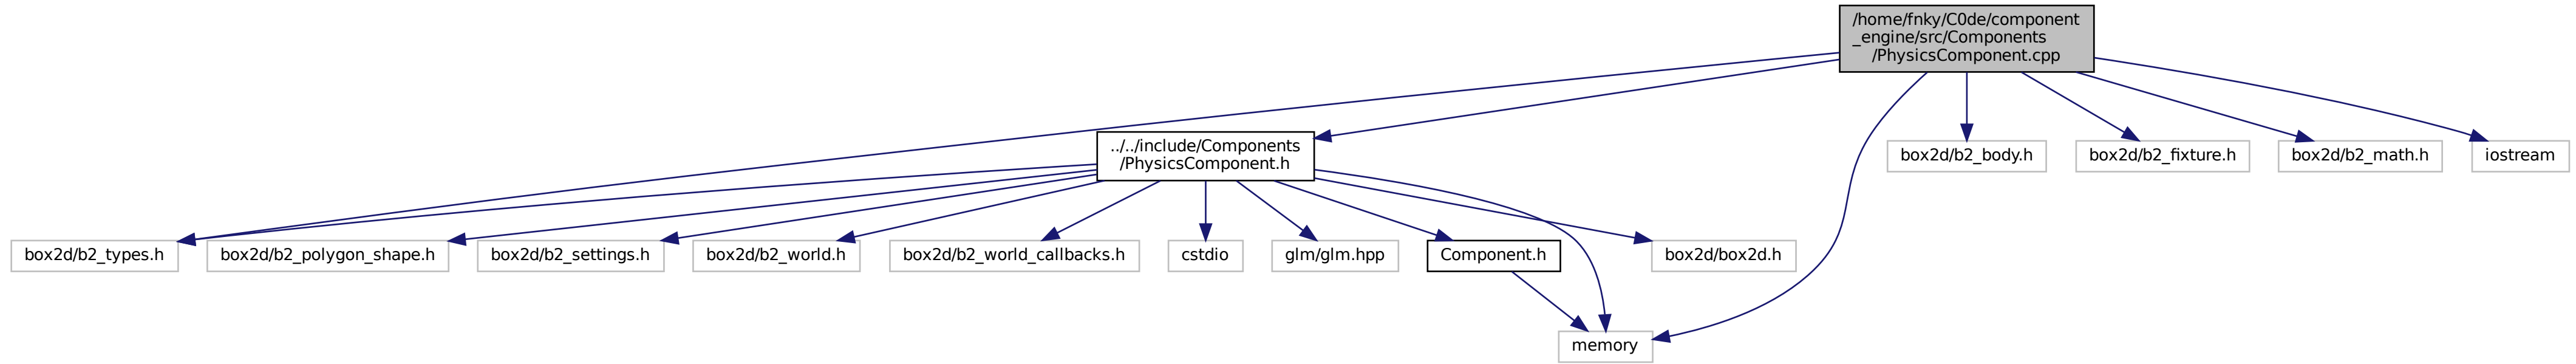 /home/fnky/C0de/component
_engine/src/Components
/PhysicsComponent.cpp
../../include/Components
/PhysicsComponent.h
box2d/b2_body.h
box2d/b2_fixture.h
box2d/b2_math.h
iostream
box2d/b2_types.h
box2d/b2_polygon_shape.h
box2d/b2_settings.h
box2d/b2_world.h
box2d/b2_world_callbacks.h
cstdio
glm/glm.hpp
Component.h
box2d/box2d.h
memory